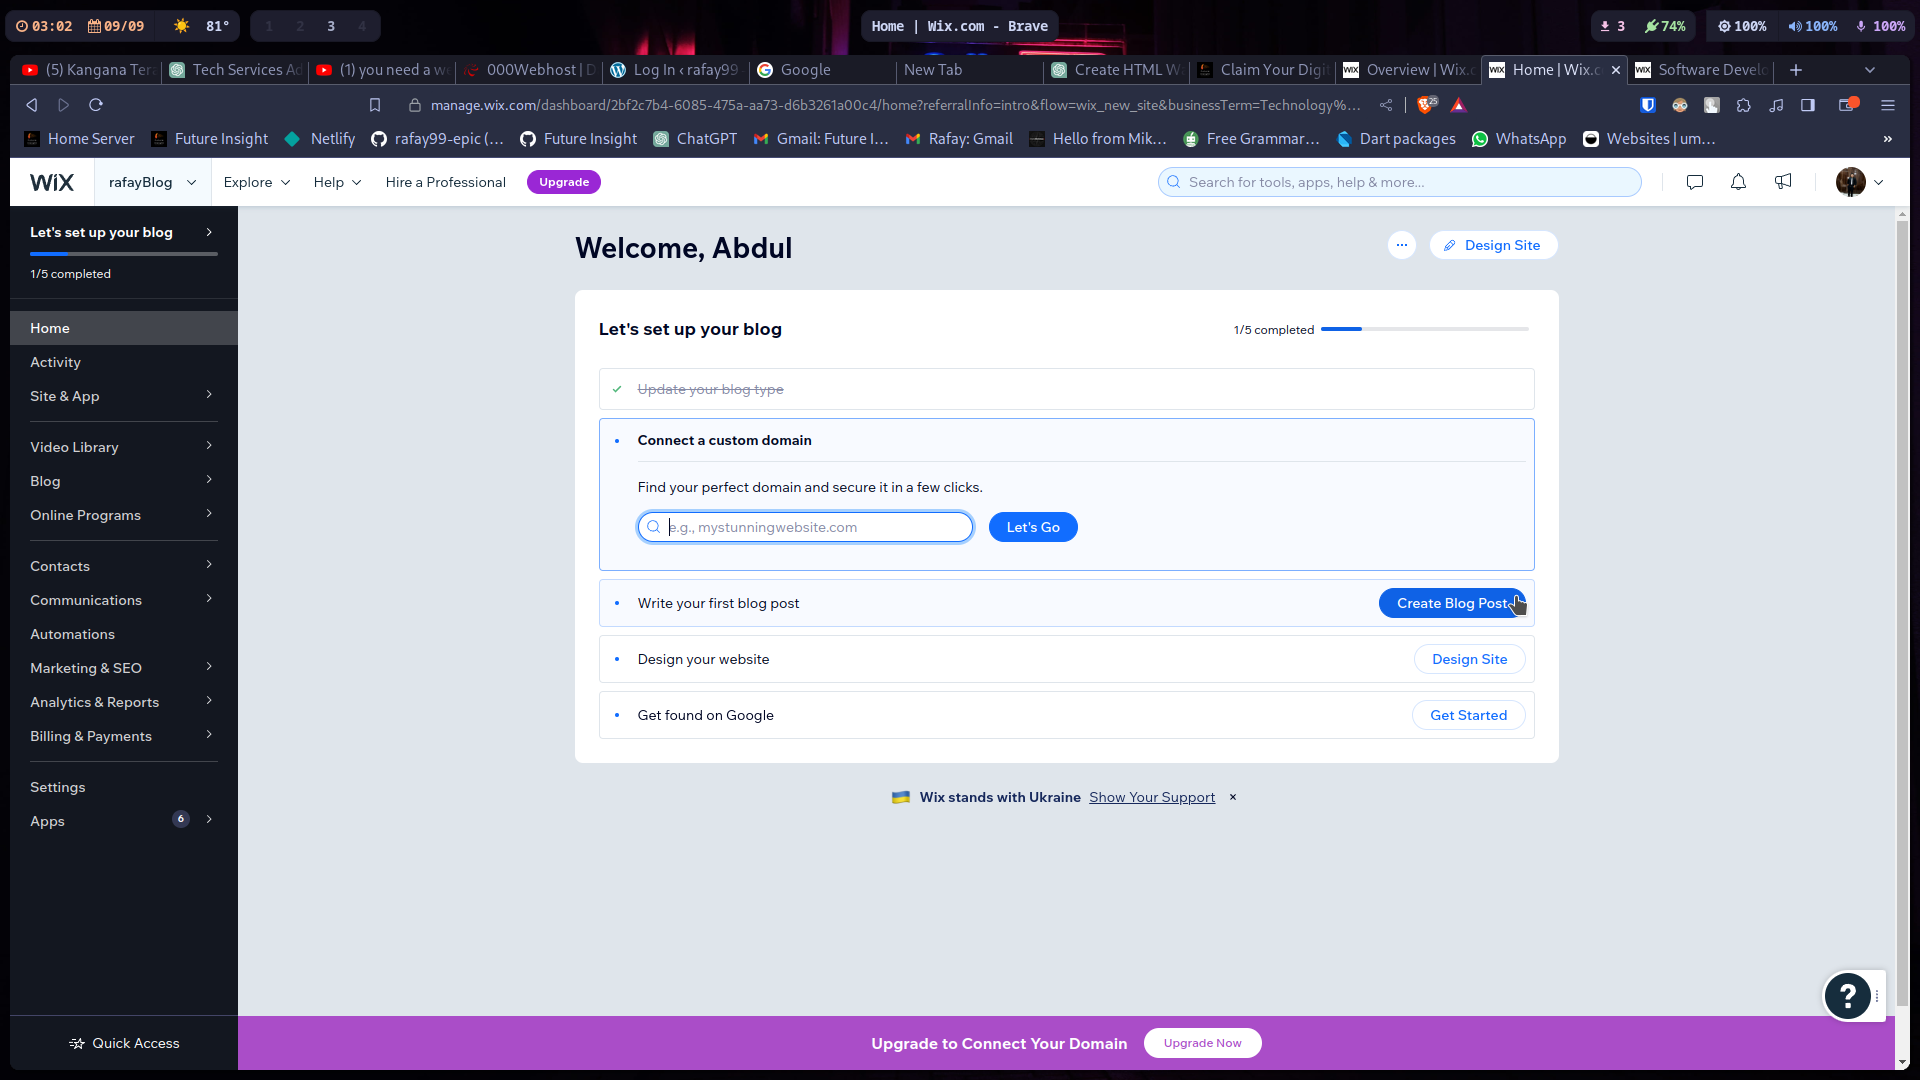 03:02 09/09 81° 1 2 3 4 Home | Wix.com - Brave 3 74% 100% 100% 100%
(5) Kangana Ter Tech Services Ad (1) you need a we 000Webhost | D Log In ‹ rafay99 Google New Tab Create HTML W Claim Your Digi Overview | Wix.c Home | Wix.c Software Develo
manage.wix.com/dashboard/2bf2c7b4-6085-475a-aa73-d6b3261a00c4/home?referralInfo=intro&flow=wix_new_site&businessTerm=Technology%... 25
Home Server Future Insight Netlify rafay99-epic (... Future Insight ChatGPT Gmail: Future I... Rafay: Gmail Hello from Mik... Free Grammar... Dart packages WhatsApp Websites | um... »
WIX rafayBlog Explore Help Hire a Professional Upgrade Search for tools, apps, help & more...
Let's set up your blog
1/5 completed
Home
Activity
Site & App
Video Library
Blog
Online Programs
Contacts
Communications
Automations
Marketing & SEO
Analytics & Reports
Billing & Payments
Settings
Apps 6
Quick Access
Welcome, Abdul
... Design Site
Let's set up your blog 1/5 completed
Update your blog type
Connect a custom domain
Find your perfect domain and secure it in a few clicks.
e.g., mystunningwebsite.com Let's Go
Write your first blog post Create Blog Post
Design your website Design Site
Get found on Google Get Started
Wix stands with Ukraine Show Your Support ×
?
Upgrade to Connect Your Domain Upgrade Now